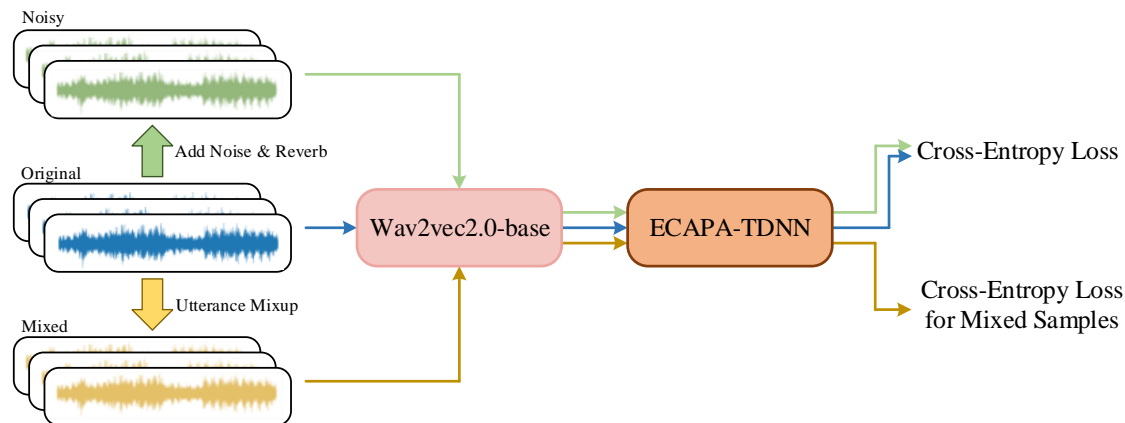 Noisy
Add Noise & Reverb
Original
Utterance Mixup
Mixed
Wav2vec2.0-base
ECAPA-TDNN
Cross-Entropy Loss
Cross-Entropy Loss
for Mixed Samples